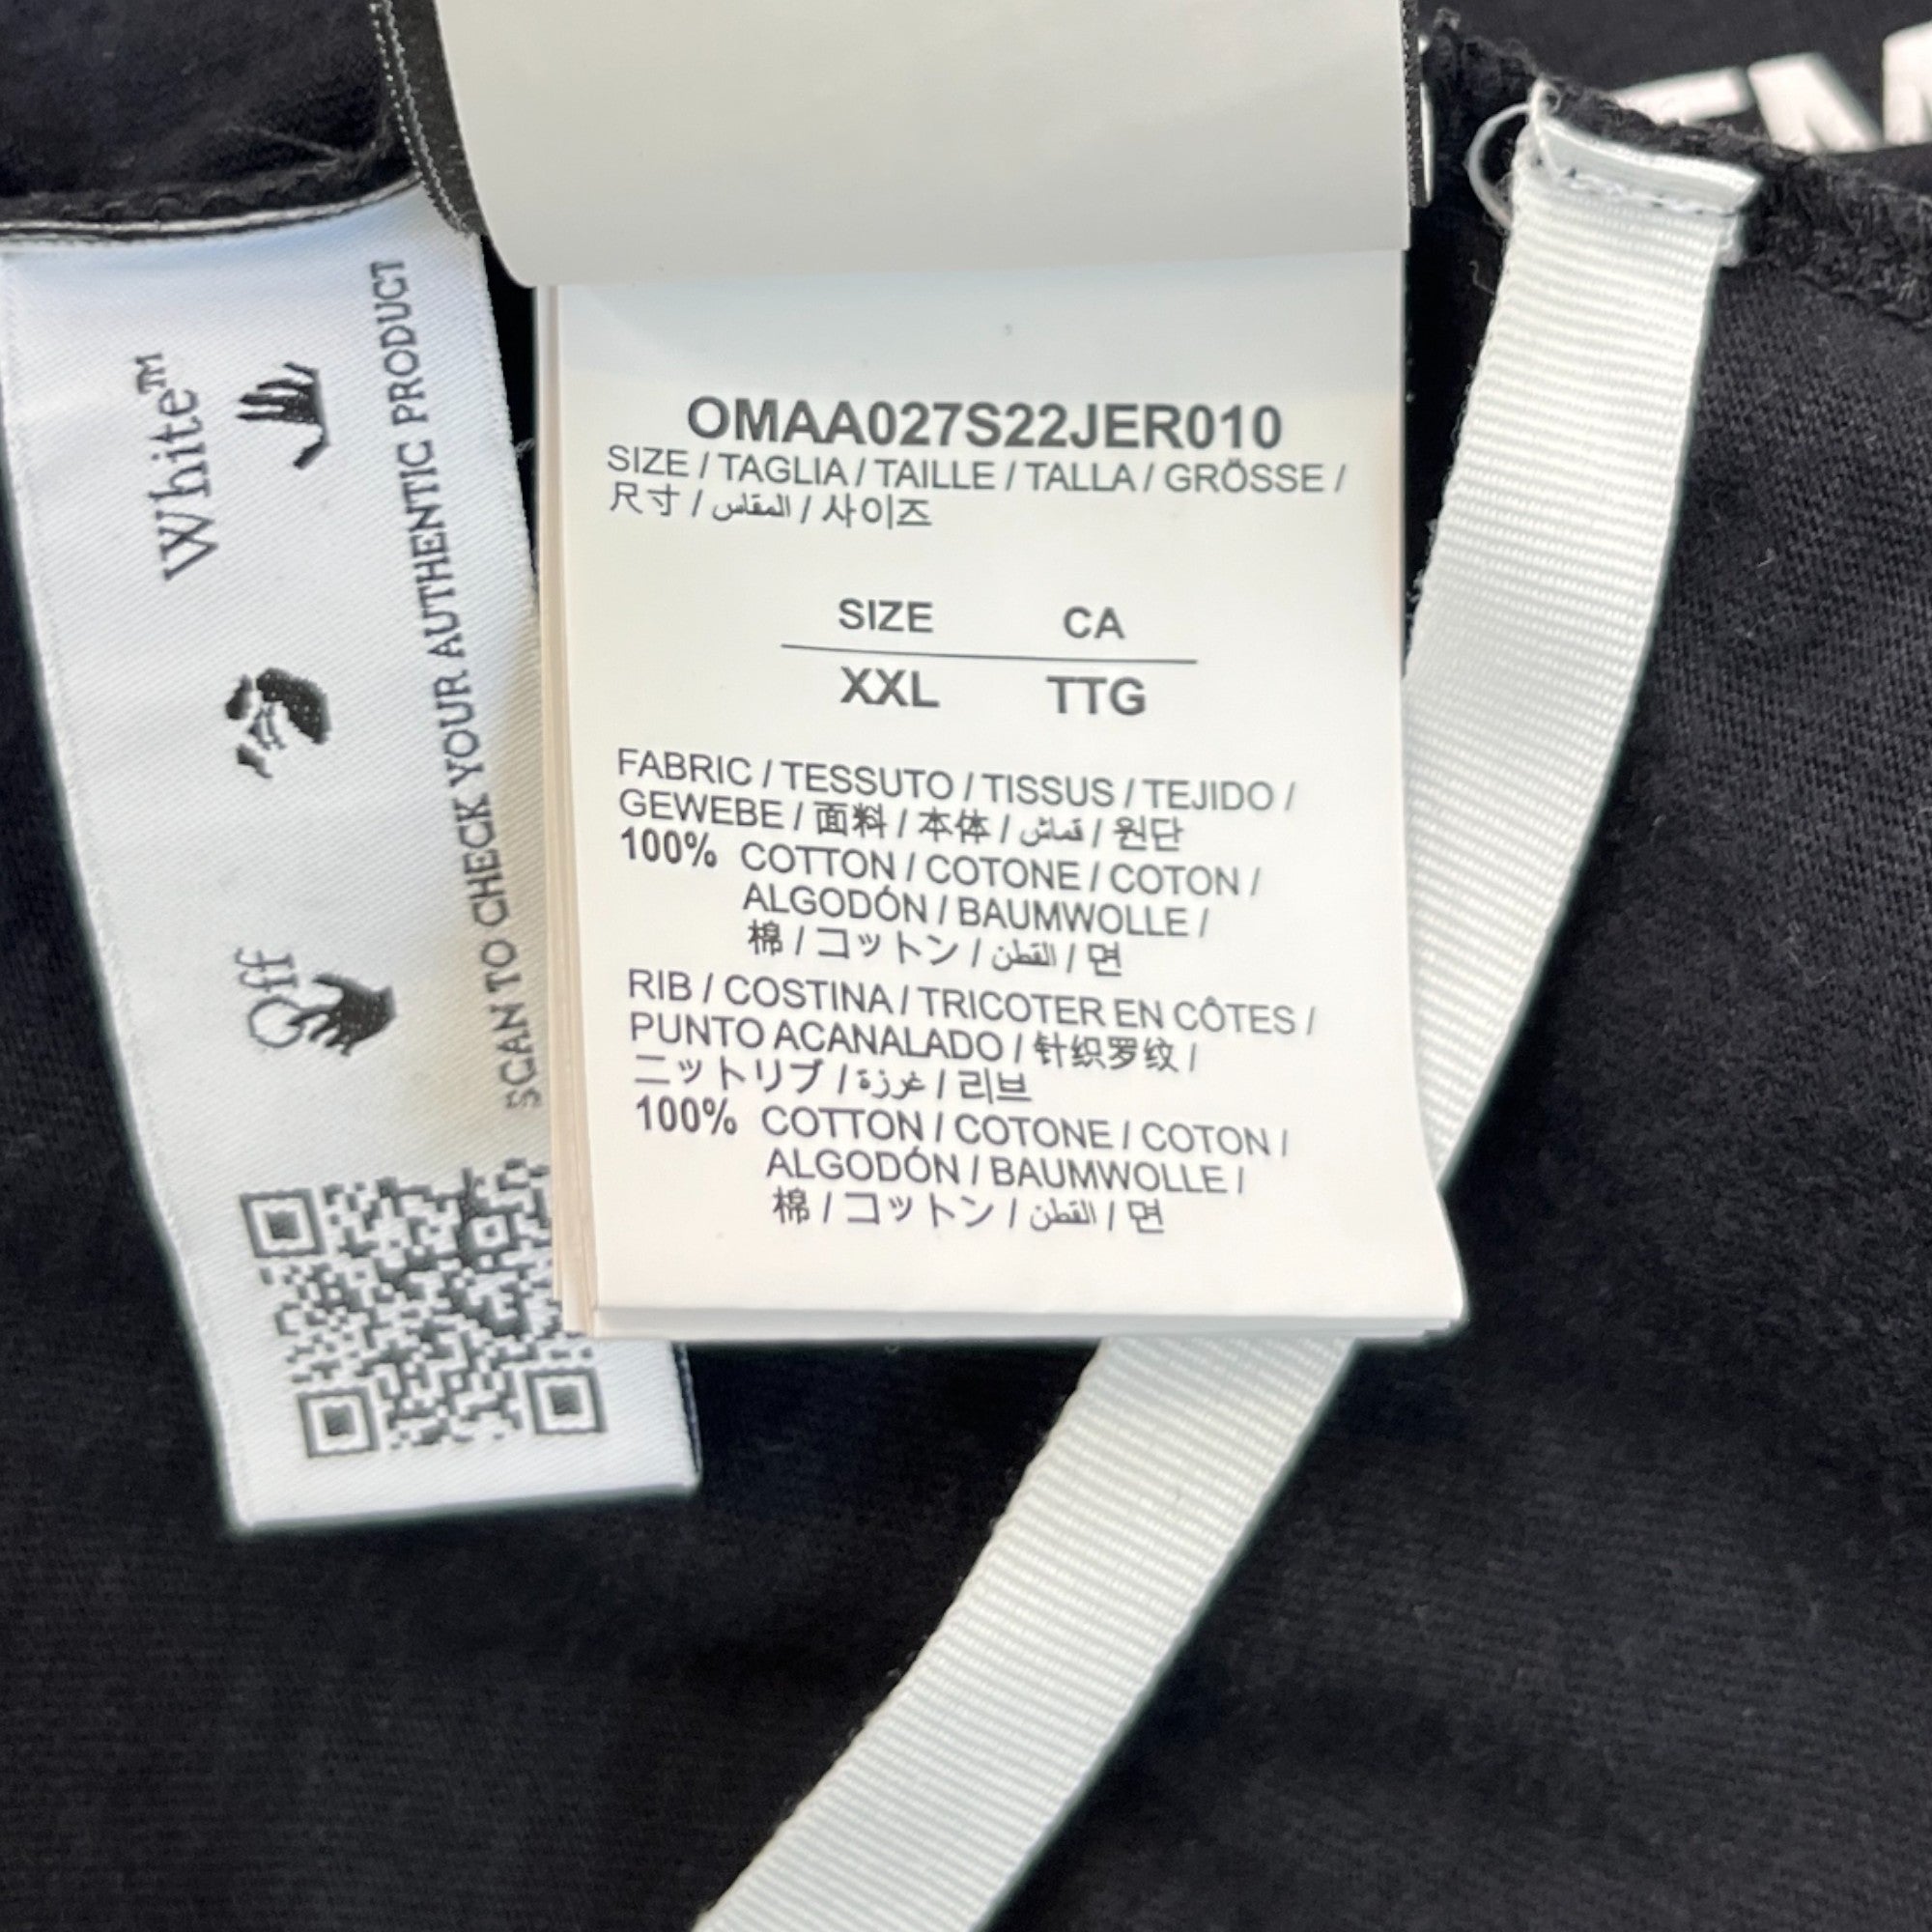 White™
Off
SCAN TO CHECK YOUR AUTHENTIC PRODUCT
OMAA027S22JER010
SIZE / TAGLIA / TAILLE / TALLA / GRÖSSE /
尺寸 / المقاس / 사이즈
SIZE CA
XXL TTG
FABRIC / TESSUTO / TISSUS / TEJIDO /
GEWEBE / 面料 / 本体 / قماش / 원단
100% COTTON / COTONE / COTON /
ALGODÓN / BAUMWOLLE /
棉 / コットン / القطن / 면
RIB / COSTINA / TRICOTER EN CÔTES /
PUNTO ACANALADO / 针织罗纹 /
ニットリブ / غرزة / 리브
100% COTTON / COTONE / COTON /
ALGODÓN / BAUMWOLLE /
棉 / コットン / القطن / 면